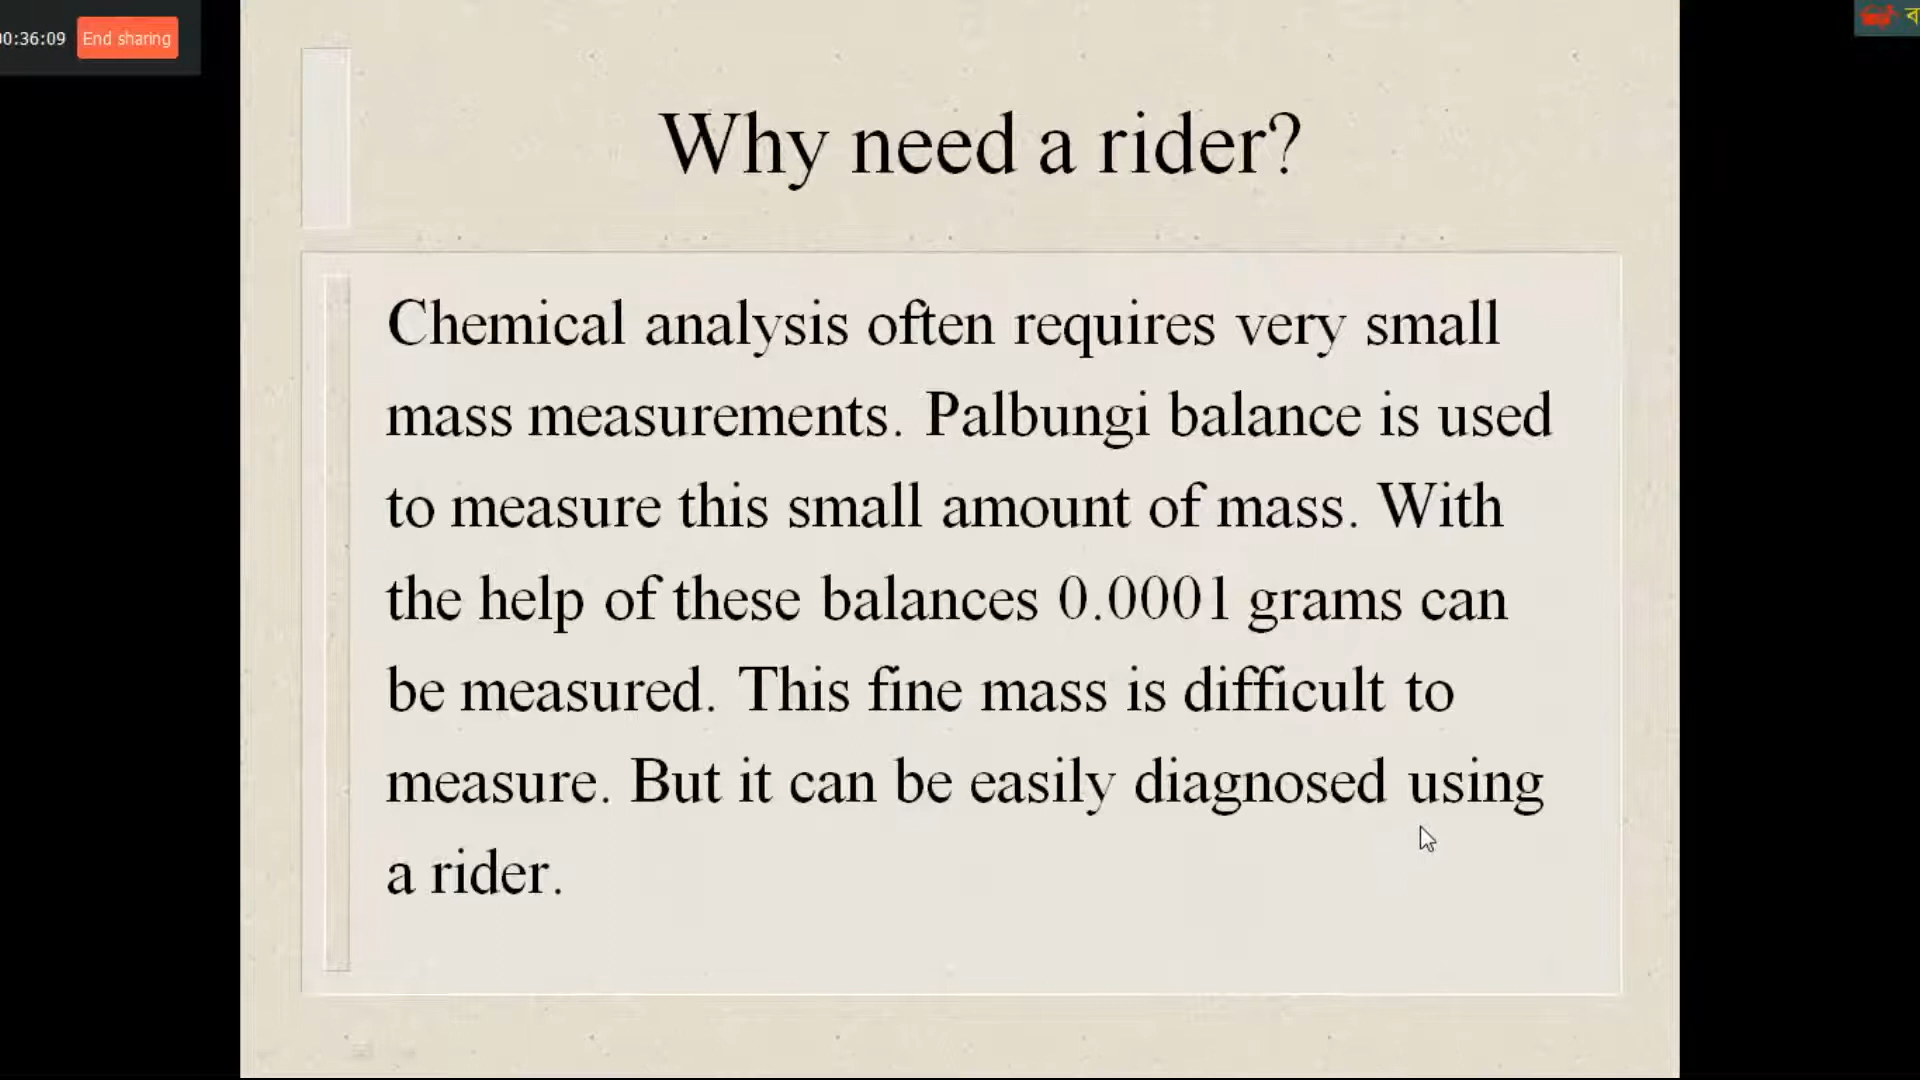 00:36:09 End sharing
ব
Why need a rider?
Chemical analysis often requires very small
mass measurements. Palbungi balance is used
to measure this small amount of mass. With
the help of these balances 0.0001 grams can
be measured. This fine mass is difficult to
measure. But it can be easily diagnosed using
a rider.